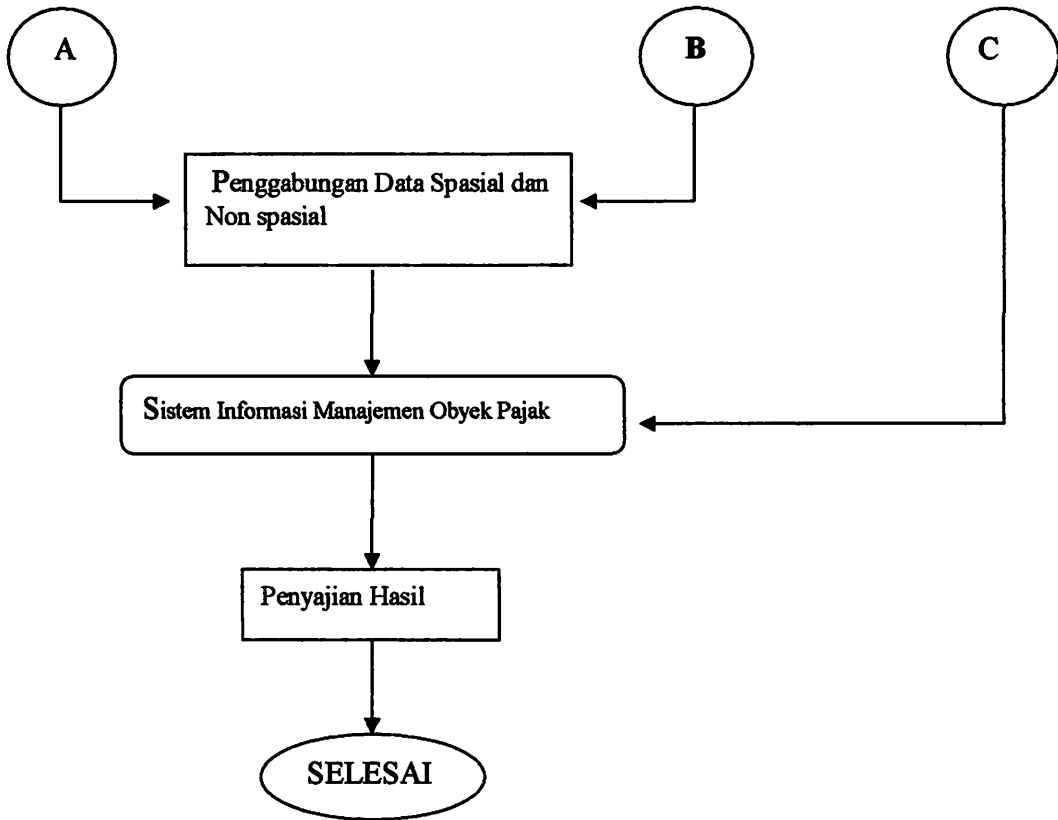 A
B
C
Penggabungan Data Spasial dan
Non spasial
Sistem Informasi Manajemen Obyek Pajak
Penyajian Hasil
SELESAI